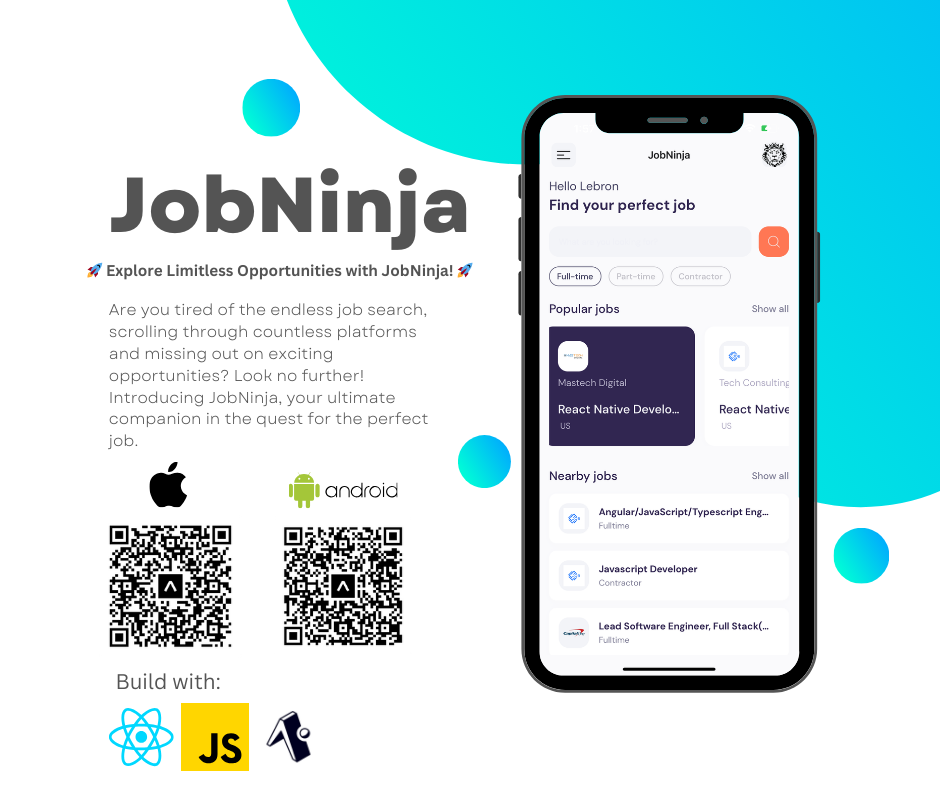 JobNinja
🚀 Explore Limitless Opportunities with JobNinja! 🚀
Are you tired of the endless job search,
scrolling through countless platforms
and missing out on exciting
opportunities? Look no further!
Introducing JobNinja, your ultimate
companion in the quest for the perfect
job.
android
Build with:
JS
JobNinja
Hello Lebron
Find your perfect job
Full-time
Part-time
Contractor
Popular jobs
Show all
Mastech Digital
React Native Develo...
US
Tech Consulting
React Native
US
Nearby jobs
Show all
Angular/JavaScript/Typescript Eng...
Fulltime
Javascript Developer
Contractor
Lead Software Engineer, Full Stack(...
Fulltime